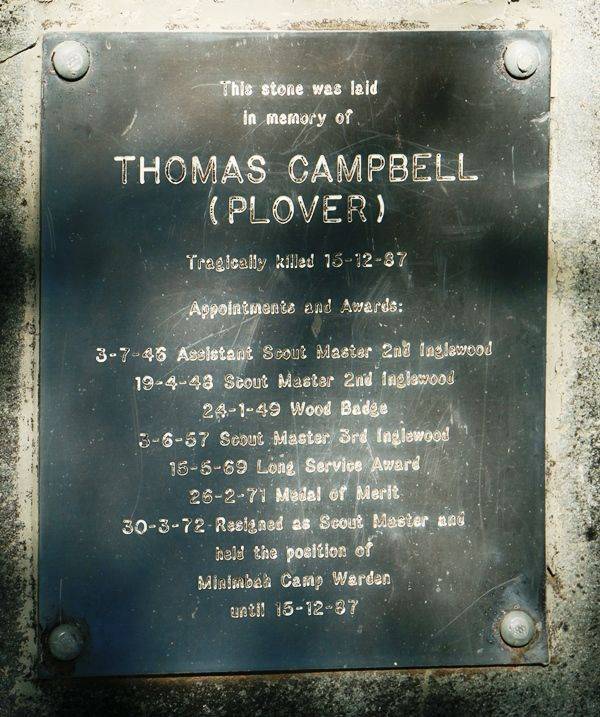 This stone was laid
in memory of
THOMAS CAMPBELL
(PLOVER)
Tragically killed 15-12-87
Appointments and Awards:
3-7-46 Assistant Scout Master 2nd Inglewood
19-4-48 Scout Master 2nd Inglewood
24-1-49 Wood Badge
3-6-57 Scout Master 3rd Inglewood
15-5-69 Long Service Award
26-2-71 Medal of Merit
30-3-72 Resigned as Scout Master and
held the position of
Minimbah Camp Warden
until 15-12-87